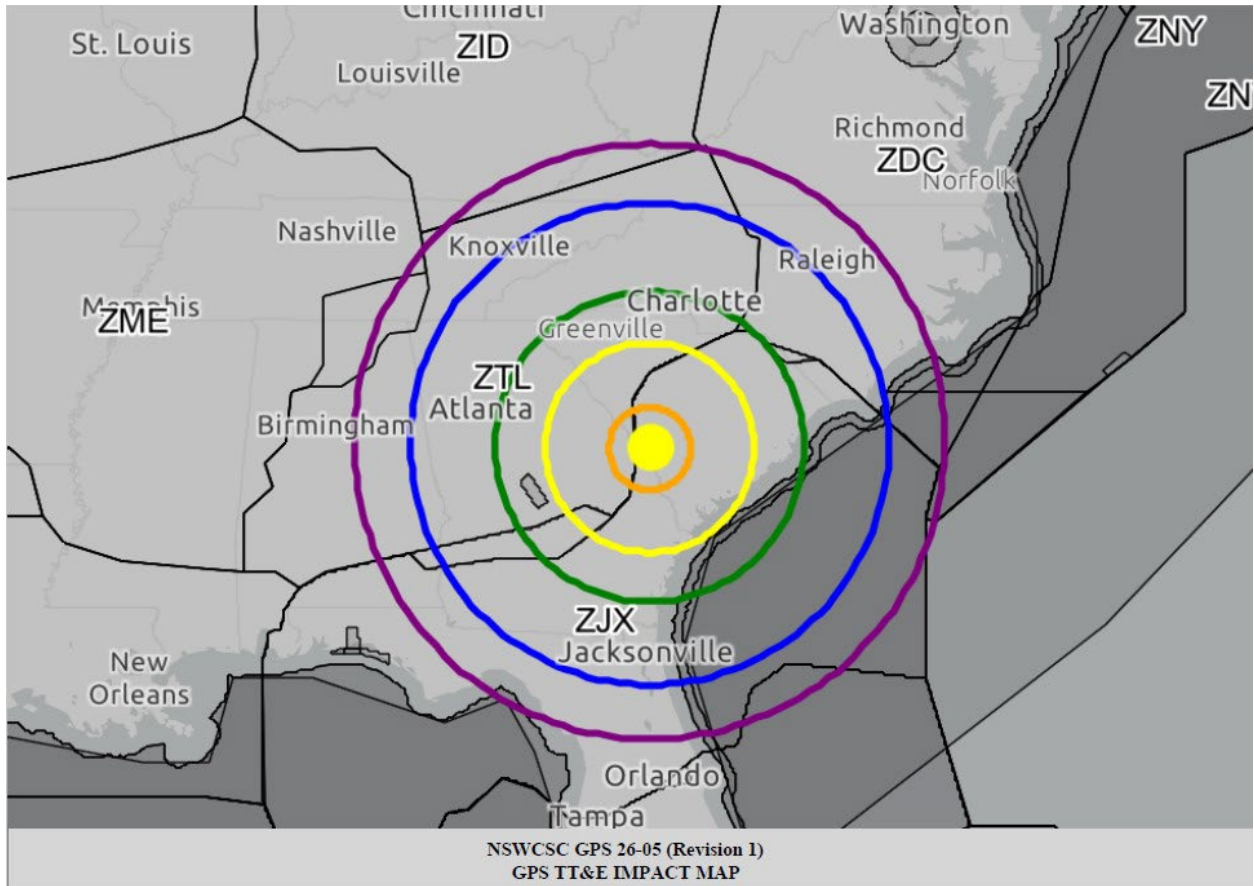 Cincinnati
Washington
ZNY
St. Louis
ZID
Louisville
ZN
Richmond
ZDC
Norfolk
Nashville
Knoxville
Raleigh
Memphis
ZME
Charlotte
Greenville
ZTL
Atlanta
Birmingham
ZJX
Jacksonville
New
Orleans
Orlando
Tampa
NSWCSC GPS 26-05 (Revision 1)
GPS TT&E IMPACT MAP